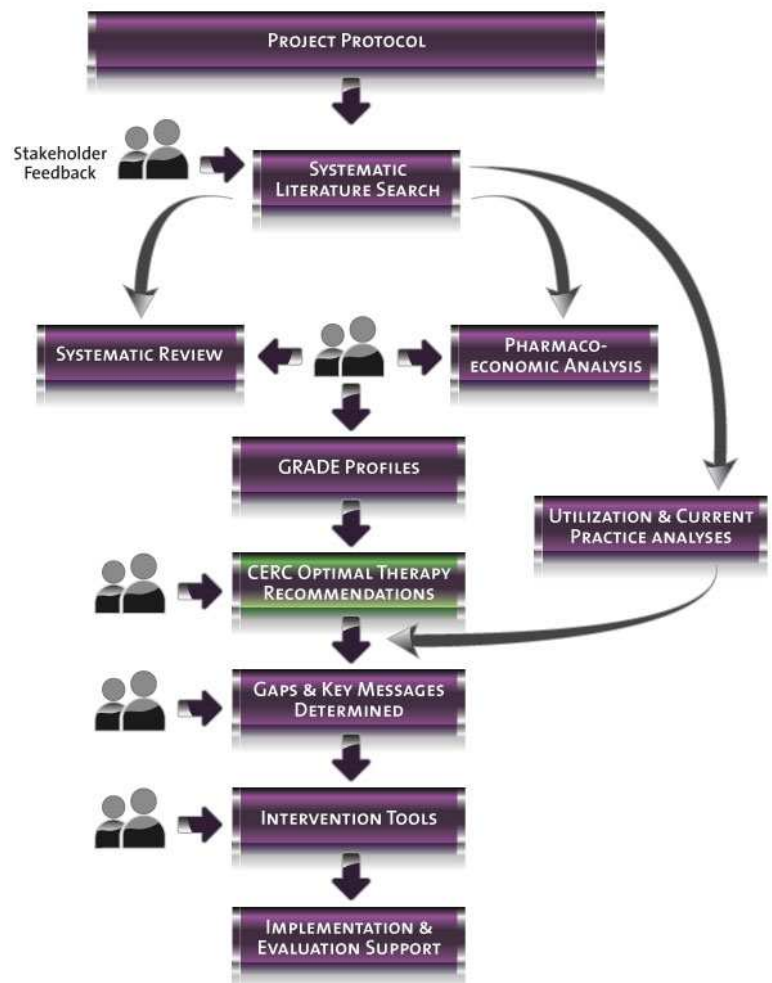 PROJECT PROTOCOL
Stakeholder
Feedback
SYSTEMATIC
LITERATURE SEARCH
SYSTEMATIC REVIEW
PHARMACO-
ECONOMIC ANALYSIS
GRADE PROFILES
UTILIZATION & CURRENT
PRACTICE ANALYSES
CERC OPTIMAL THERAPY
RECOMMENDATIONS
GAPS & KEY MESSAGES
DETERMINED
INTERVENTION TOOLS
IMPLEMENTATION &
EVALUATION SUPPORT